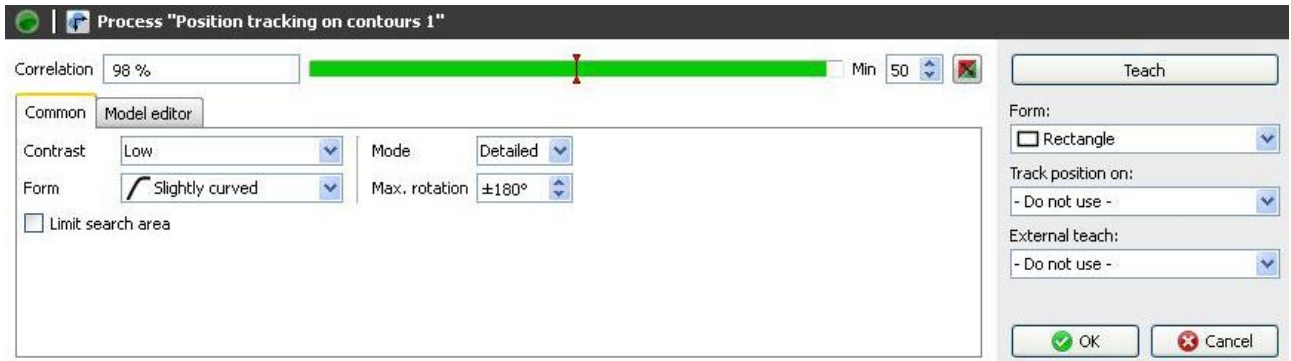 Process "Position tracking on contours 1"
Correlation 98 % Min 50
Teach
Common Model editor
Form:
Rectangle
Contrast Low Mode Detailed
Track position on:
- Do not use -
Form Slightly curved Max. rotation ±180°
Limit search area
External teach:
- Do not use -
OK Cancel